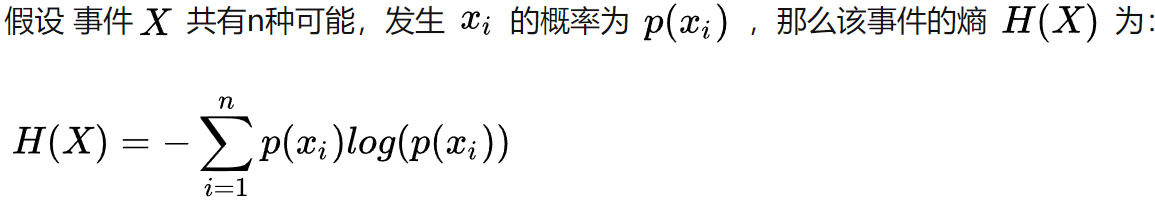 假设 事件 X 共有n种可能，发生 x_i 的概率为 p(x_i) ，那么该事件的熵 H(X) 为：
H(X) = -\sum_{i=1}^{n} p(x_i)log(p(x_i))